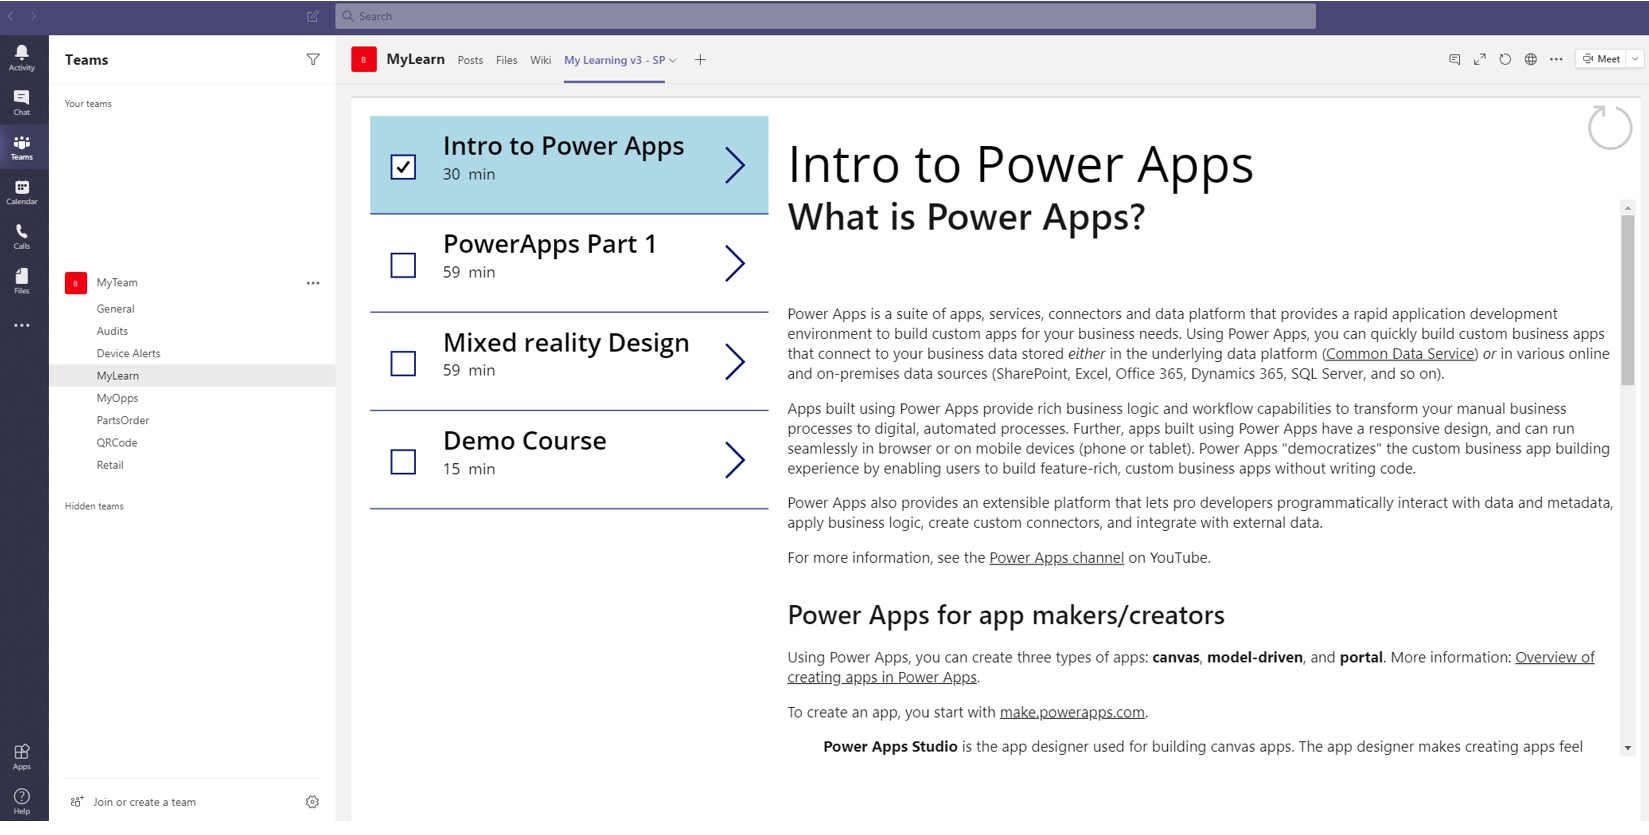 Search
Activity
Chat
Teams
Calendar
Calls
Files
Apps
Help
Teams
Your teams
B MyTeam
General
Audits
Device Alerts
MyLearn
MyOpps
PartsOrder
QRCode
Retail
Hidden teams
Join or create a team
B MyLearn Posts Files Wiki My Learning v3 - SP Meet
Intro to Power Apps
30 min
PowerApps Part 1
59 min
Mixed reality Design
59 min
Demo Course
15 min
Intro to Power Apps
What is Power Apps?
Power Apps is a suite of apps, services, connectors and data platform that provides a rapid application development
environment to build custom apps for your business needs. Using Power Apps, you can quickly build custom business apps
that connect to your business data stored either in the underlying data platform (Common Data Service) or in various online
and on-premises data sources (SharePoint, Excel, Office 365, Dynamics 365, SQL Server, and so on).
Apps built using Power Apps provide rich business logic and workflow capabilities to transform your manual business
processes to digital, automated processes. Further, apps built using Power Apps have a responsive design, and can run
seamlessly in browser or on mobile devices (phone or tablet). Power Apps "democratizes" the custom business app building
experience by enabling users to build feature-rich, custom business apps without writing code.
Power Apps also provides an extensible platform that lets pro developers programmatically interact with data and metadata,
apply business logic, create custom connectors, and integrate with external data.
For more information, see the Power Apps channel on YouTube.
Power Apps for app makers/creators
Using Power Apps, you can create three types of apps: canvas, model-driven, and portal. More information: Overview of
creating apps in Power Apps.
To create an app, you start with make.powerapps.com.
Power Apps Studio is the app designer used for building canvas apps. The app designer makes creating apps feel